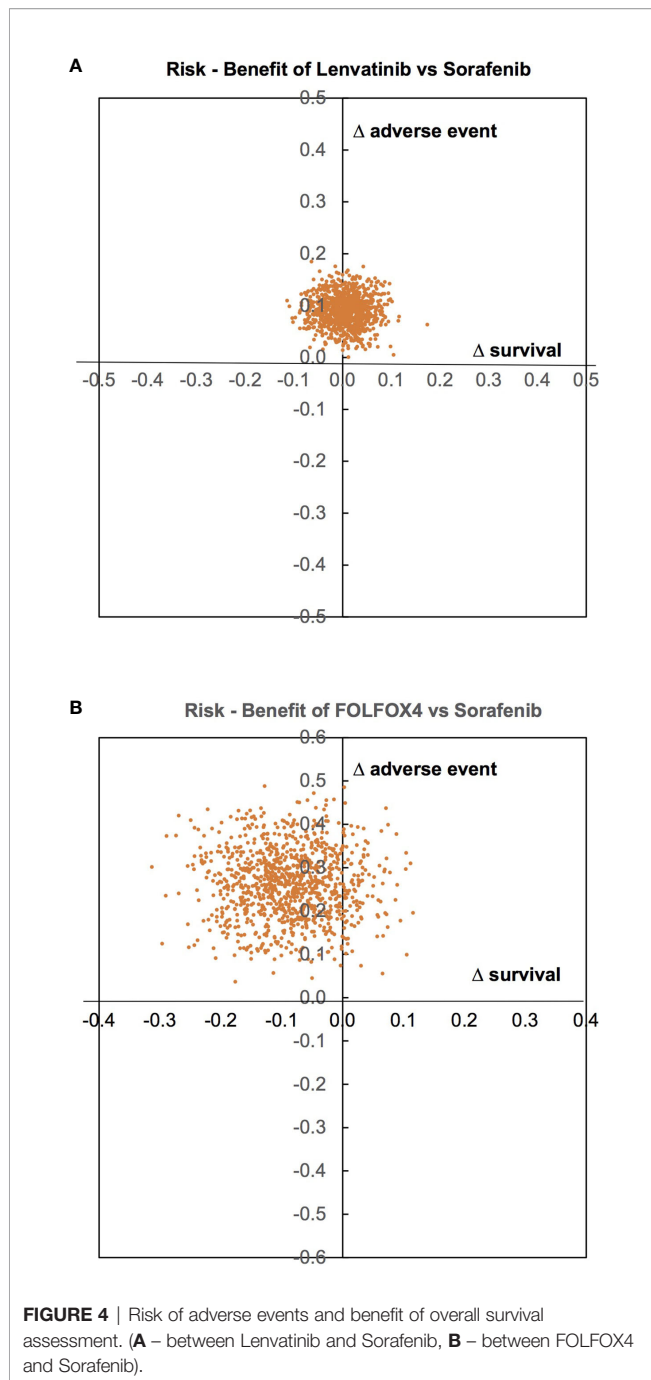 A
Risk - Benefit of Lenvatinib vs Sorafenib
0.5
Δ adverse event
0.4
0.3
0.2
0.1
0.0
Δ survival
-0.5 -0.4 -0.3 -0.2 -0.1 0.0 0.1 0.2 0.3 0.4 0.5
-0.1
-0.2
-0.3
-0.4
-0.5
B
Risk - Benefit of FOLFOX4 vs Sorafenib
0.6
Δ adverse event
0.5
0.4
0.3
0.2
0.1
Δ survival
0.0
-0.4 -0.3 -0.2 -0.1 0.0 0.1 0.2 0.3 0.4
-0.1
-0.2
-0.3
-0.4
-0.5
-0.6
FIGURE 4 | Risk of adverse events and benefit of overall survival
assessment. (A – between Lenvatinib and Sorafenib, B – between FOLFOX4
and Sorafenib).